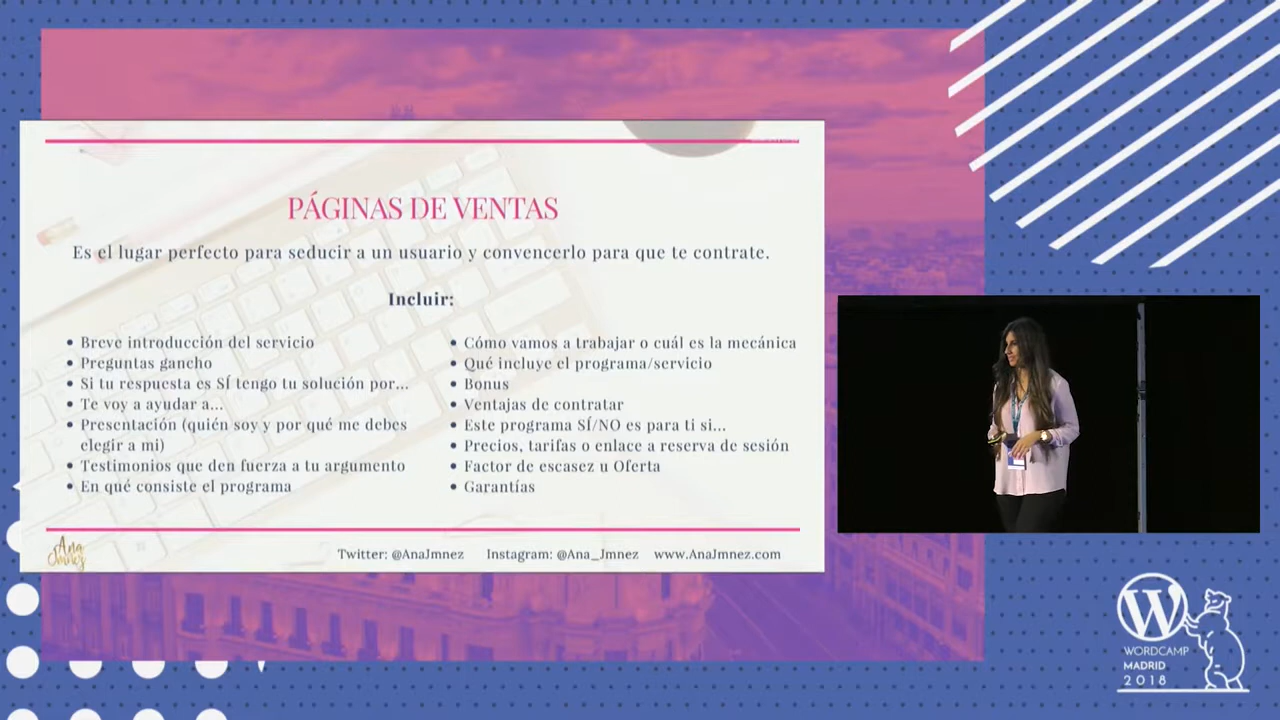 PÁGINAS DE VENTAS
Es el lugar perfecto para seducir a un usuario y convencerlo para que te contrate.
Incluir:
• Breve introducción del servicio
• Preguntas gancho
• Si tu respuesta es SÍ tengo tu solución por...
• Te voy a ayudar a...
• Presentación (quién soy y por qué me debes
elegir a mi)
• Testimonios que den fuerza a tu argumento
• En qué consiste el programa
• Cómo vamos a trabajar o cuál es la mecánica
• Qué incluye el programa/servicio
• Bonus
• Ventajas de contratar
• Este programa SÍ/NO es para ti si...
• Precios, tarifas o enlace a reserva de sesión
• Factor de escasez u Oferta
• Garantías
Ana
Jmnez
Twitter: @AnaJmnez Instagram: @Ana_Jmnez www.AnaJmnez.com
W
WORDCAMP
MADRID
2018